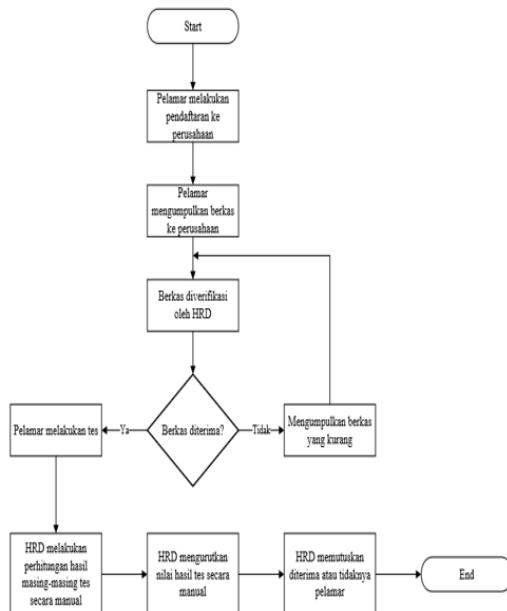 Start
Pelamar melakukan
pendaftaran ke
perusahaan
Pelamar
mengumpulkan berkas
ke perusahaan
Berkas diverifikasi
oleh HRD
Pelamar melakukan tes
Ya
Berkas diterima?
Tidak
Mengumpulkan berkas
yang kurang
HRD melakukan
perhitungan hasil
masing-masing tes
secara manual
HRD mengurutkan
nilai hasil tes secara
manual
HRD memutuskan
diterima atau tidaknya
pelamar
End